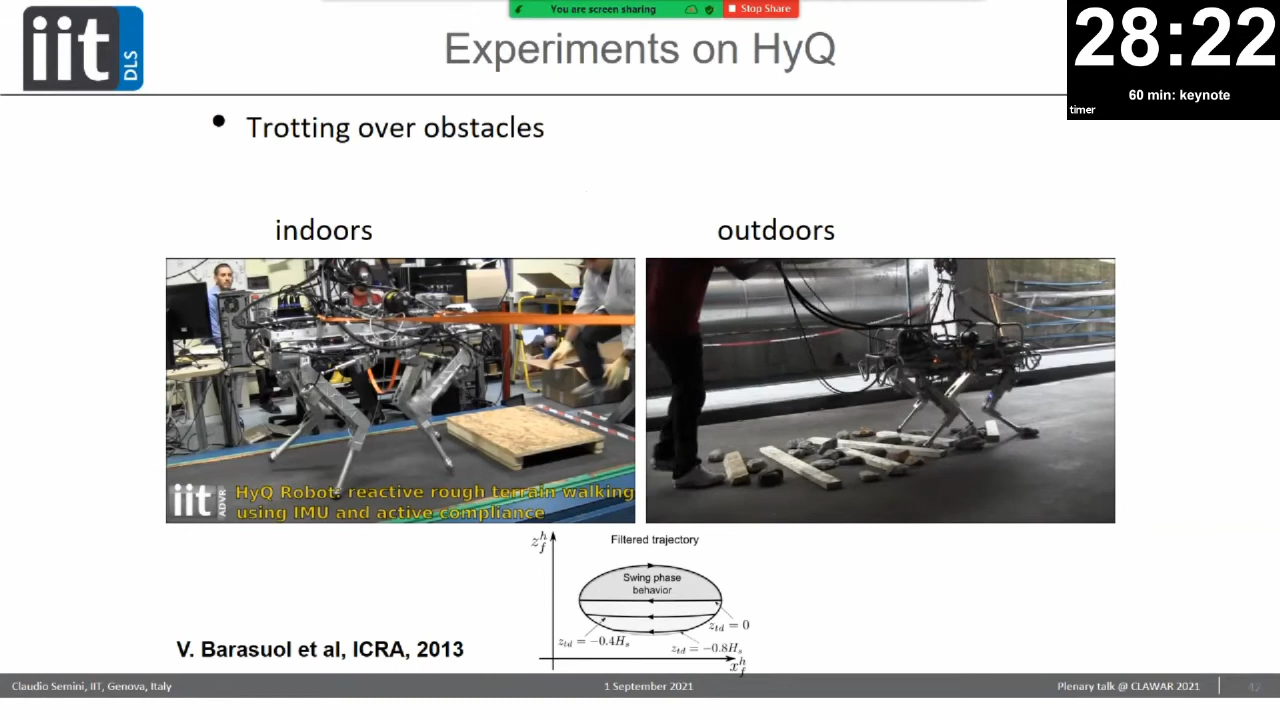 You are screen sharing
Stop Share
iit
DLS
Experiments on HyQ
28:22
60 min: keynote
timer
• Trotting over obstacles
indoors
outdoors
iit
ADVR
HyQ Robot: reactive rough terrain walking
using IMU and active compliance
z_f^h
Filtered trajectory
Swing phase
behavior
z_{td} = 0
z_{td} = −0.4H_s
z_{td} = −0.8H_s
x_f^h
V. Barasuol et al, ICRA, 2013
Claudio Semini, IIT, Genova, Italy
1 September 2021
Plenary talk @ CLAWAR 2021
42